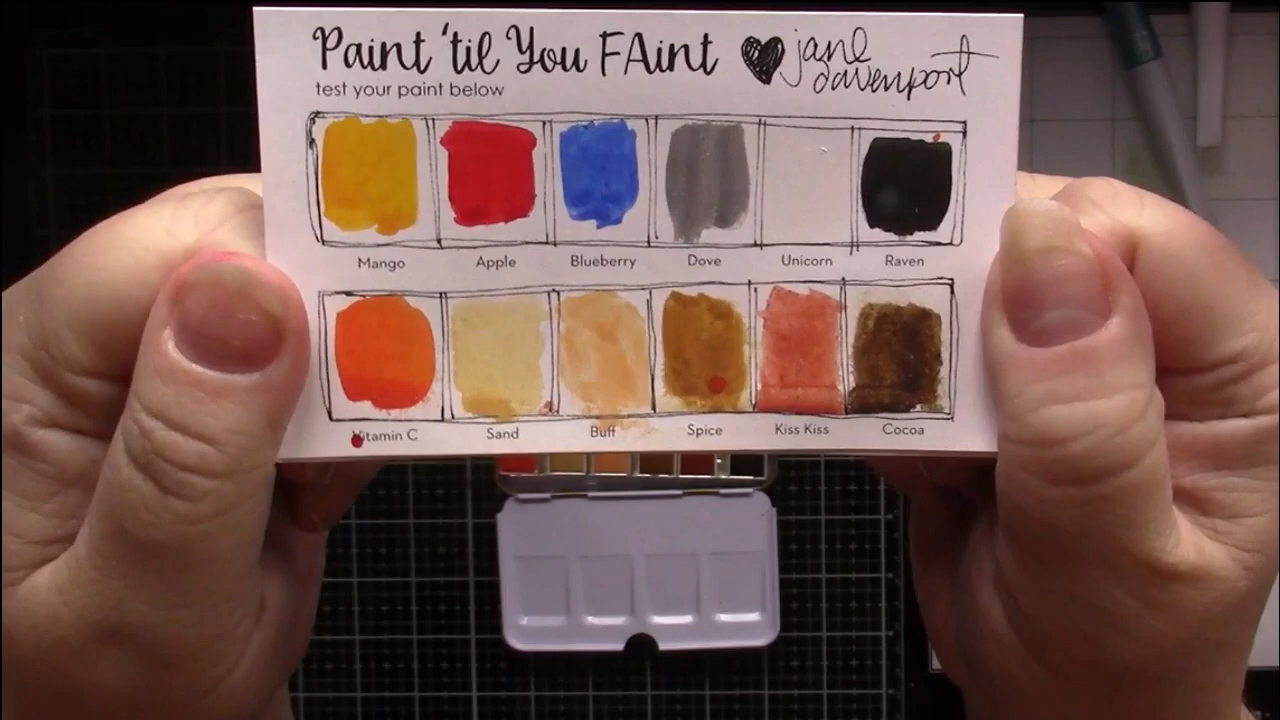 Paint 'til You FAint jane davenport
test your paint below
Mango Apple Blueberry Dove Unicorn Raven
Vitamin C Sand Buff Spice Kiss Kiss Cocoa